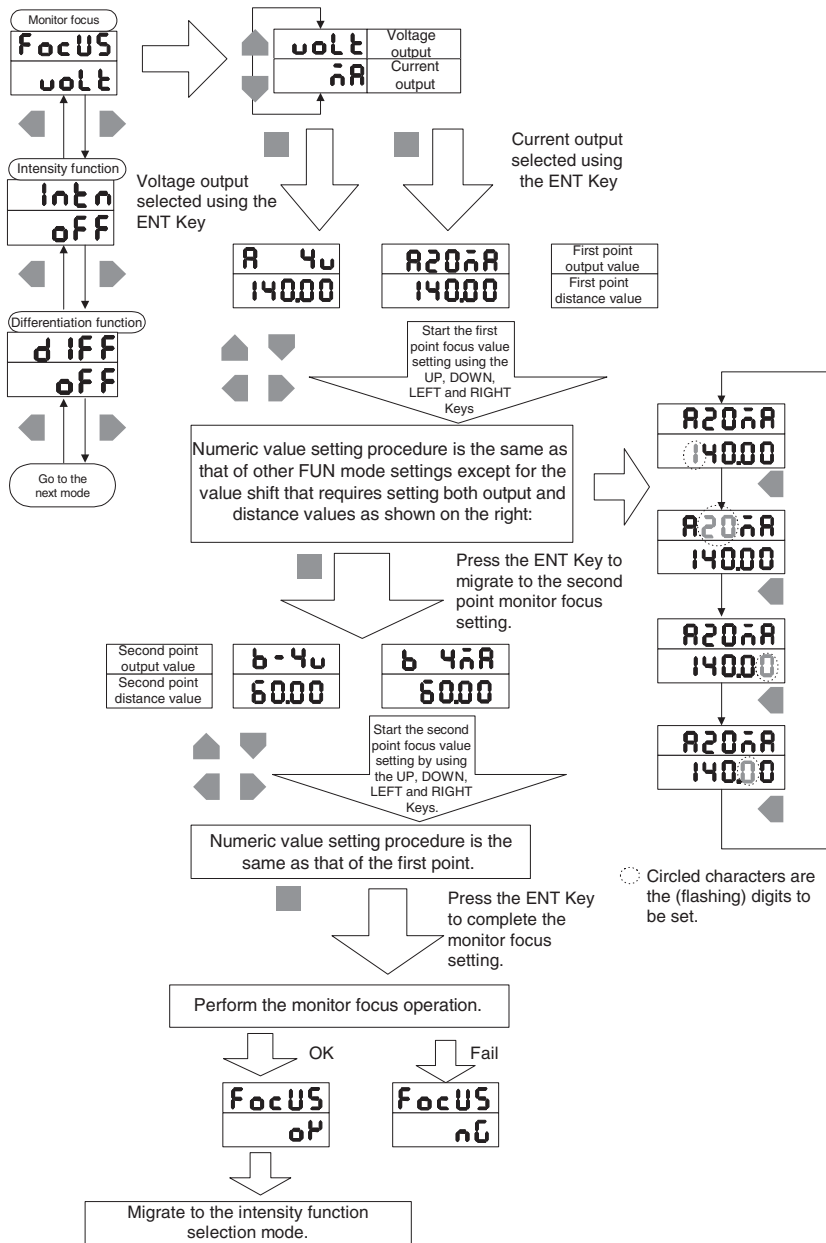 Monitor focus
FocUS
voLt
voLt
Voltage
output
mA
Current
output
Current output
selected using
the ENT Key
Intensity function
Intn
oFF
Voltage output
selected using the
ENT Key
A 4v
140.00
A20mA
140.00
First point
output value
First point
distance value
Differentiation function
dIFF
oFF
Start the first
point focus value
setting using the
UP, DOWN,
LEFT and RIGHT
Keys
Go to the
next mode
Numeric value setting procedure is the same as
that of other FUN mode settings except for the
value shift that requires setting both output and
distance values as shown on the right:
A20mA
140.00
A20mA
140.00
A20mA
140.00
A20mA
140.00
Press the ENT Key to
migrate to the second
point monitor focus
setting.
Second point
output value
Second point
distance value
b-4v
60.00
b 4mA
60.00
Start the second
point focus value
setting by using
the UP, DOWN,
LEFT and RIGHT
Keys.
Numeric value setting procedure is the
same as that of the first point.
Circled characters are
the (flashing) digits to
be set.
Press the ENT Key
to complete the
monitor focus
setting.
Perform the monitor focus operation.
OK
Fail
FocUS
oK
FocUS
nG
Migrate to the intensity function
selection mode.